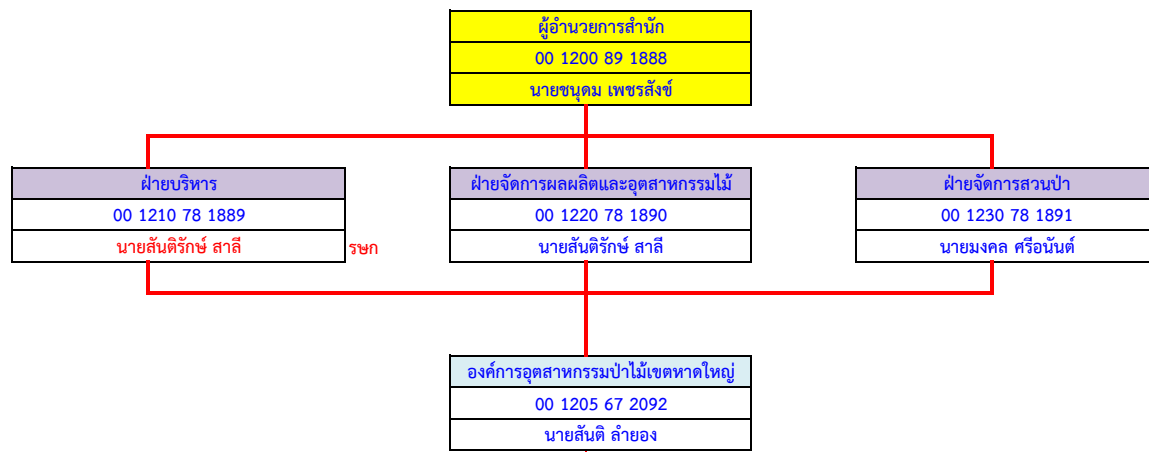 ผู้อำนวยการสำนัก
00 1200 89 1888
นายชนุดม เพชรสังข์
ฝ่ายบริหาร
00 1210 78 1889
นายสันติรักษ์ สาลี
รษก
ฝ่ายจัดการผลผลิตและอุตสาหกรรมไม้
00 1220 78 1890
นายสันติรักษ์ สาลี
ฝ่ายจัดการสวนป่า
00 1230 78 1891
นายมงคล ศรีอนันต์
องค์การอุตสาหกรรมป่าไม้เขตหาดใหญ่
00 1205 67 2092
นายสันติ ลำยอง